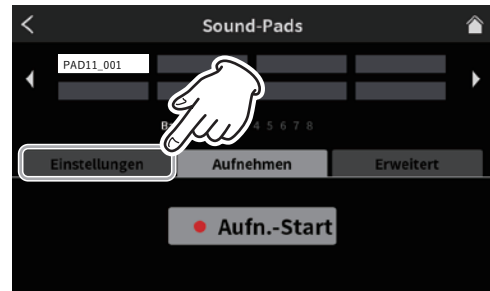 Sound-Pads
PAD11_001
4 5 6 7 8
Einstellungen Aufnehmen Erweitert
Aufn.-Start